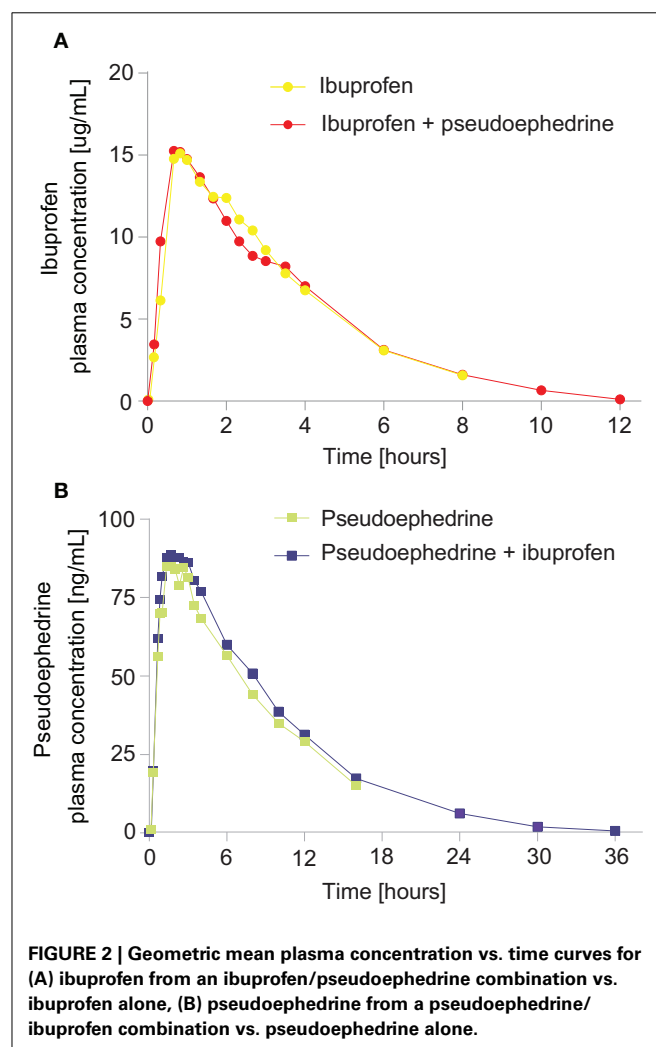 A
Ibuprofen
plasma concentration [ug/mL]
20
15
10
5
0
Ibuprofen
Ibuprofen + pseudoephedrine
0 2 4 6 8 10 12
Time [hours]
B
Pseudoephedrine
plasma concentration [ng/mL]
100
75
50
25
0
Pseudoephedrine
Pseudoephedrine + ibuprofen
0 6 12 18 24 30 36
Time [hours]
FIGURE 2 | Geometric mean plasma concentration vs. time curves for
(A) ibuprofen from an ibuprofen/pseudoephedrine combination vs.
ibuprofen alone, (B) pseudoephedrine from a pseudoephedrine/
ibuprofen combination vs. pseudoephedrine alone.